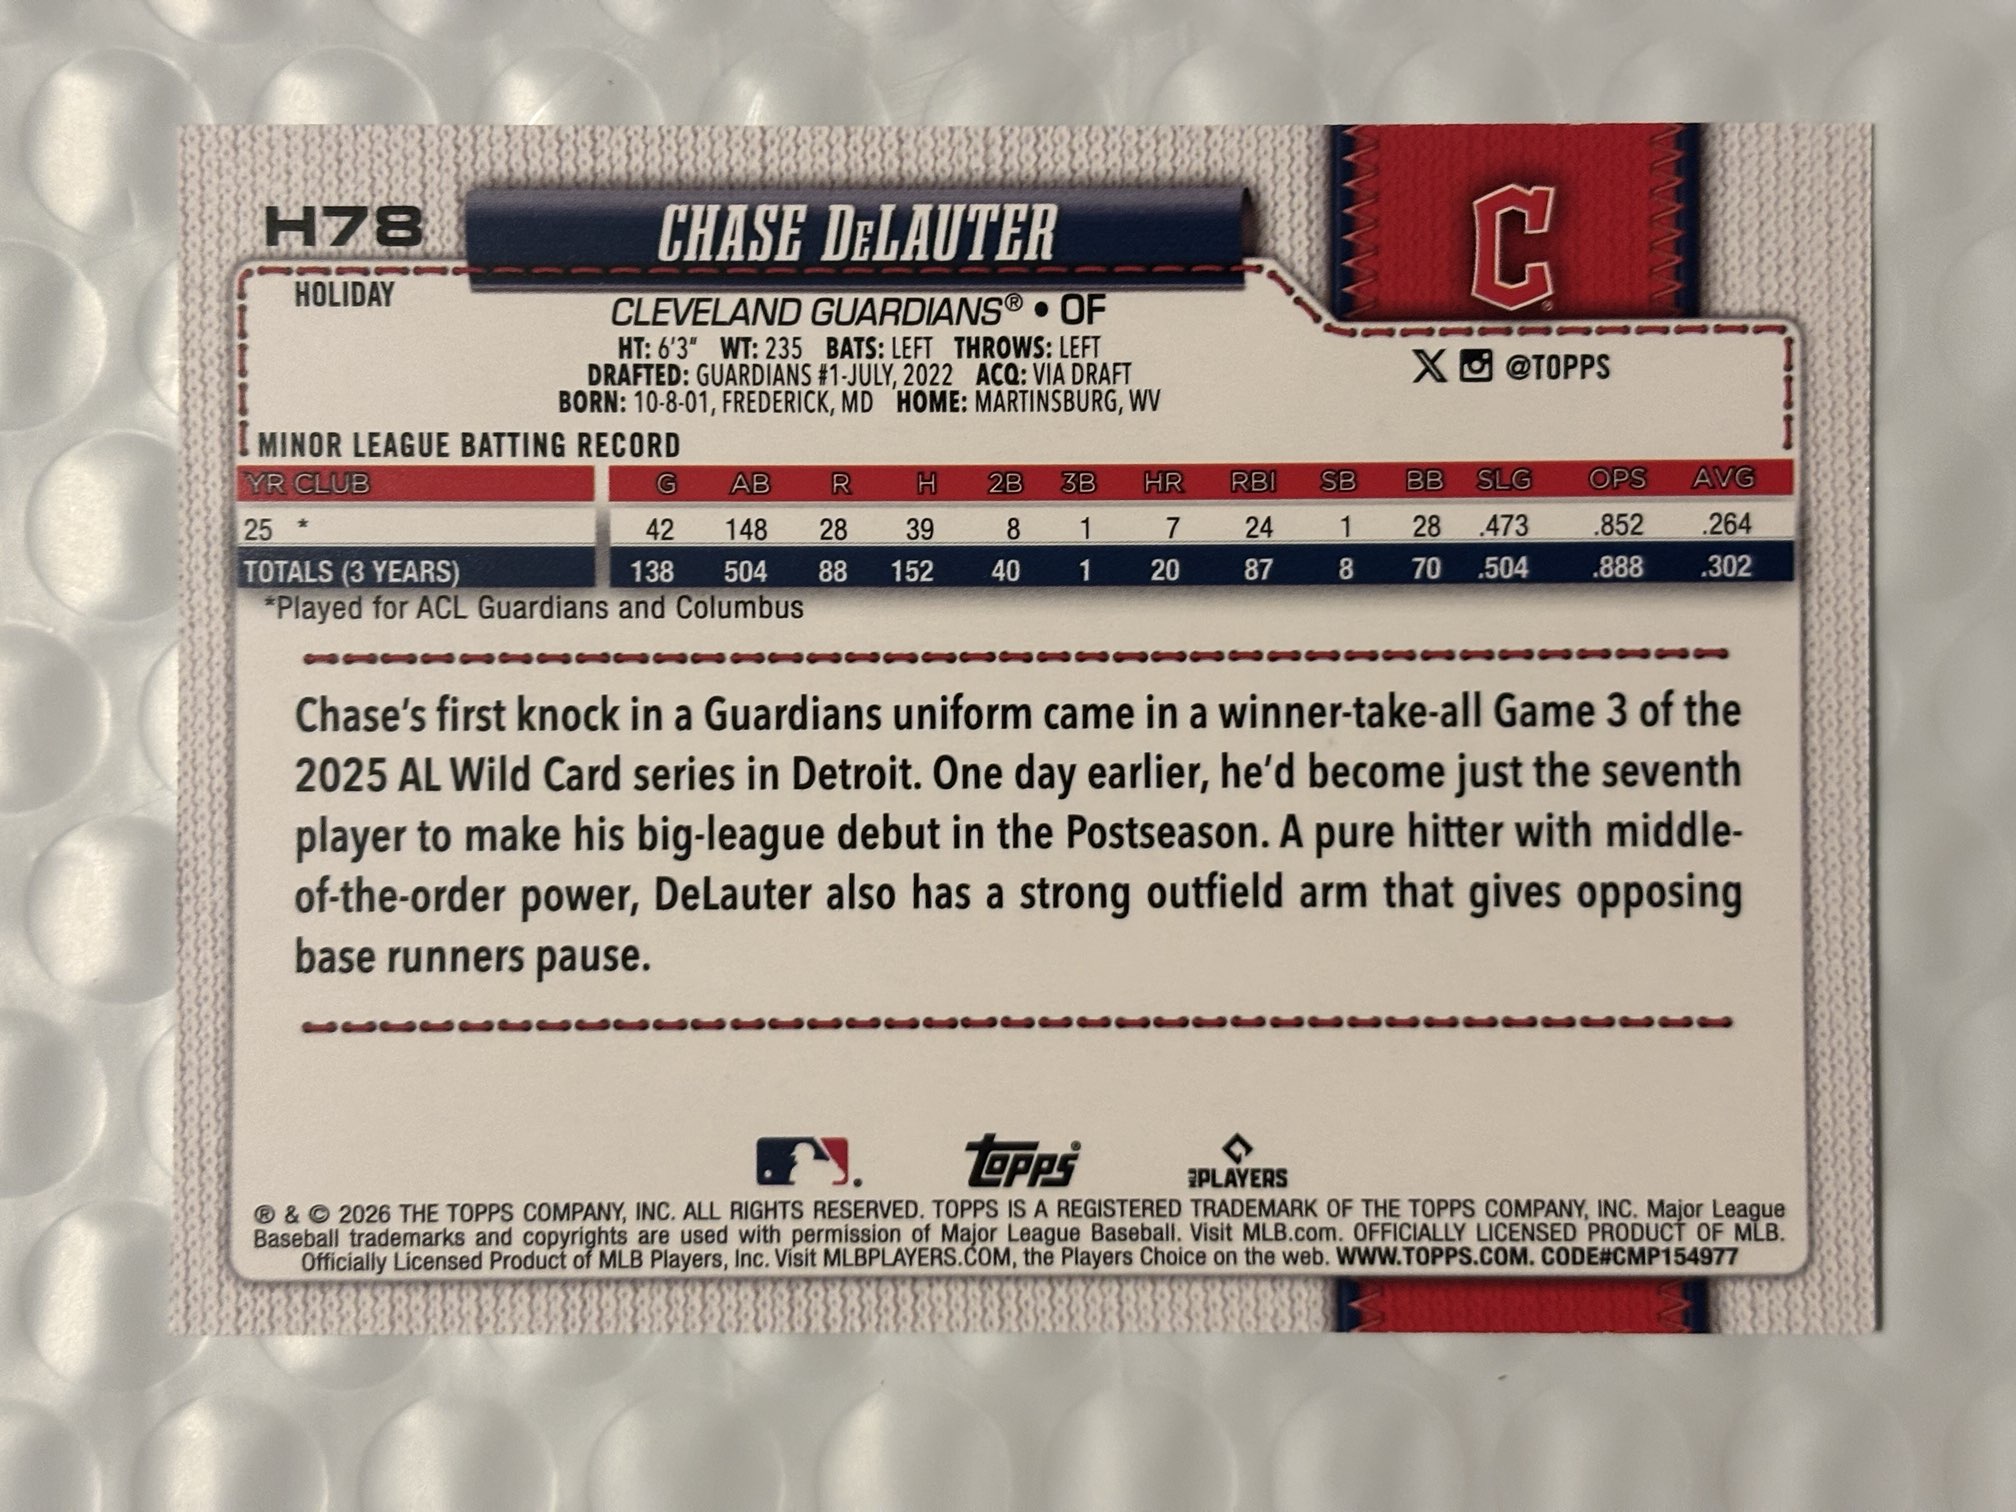 H78
CHASE DeLAUTER
C
HOLIDAY
CLEVELAND GUARDIANS® • OF
HT: 6'3" WT: 235 BATS: LEFT THROWS: LEFT
DRAFTED: GUARDIANS #1-JULY, 2022 ACQ: VIA DRAFT
BORN: 10-8-01, FREDERICK, MD HOME: MARTINSBURG, WV
X @TOPPS
MINOR LEAGUE BATTING RECORD
YR CLUB G AB R H 2B 3B HR RBI SB BB SLG OPS AVG
25 * 42 148 28 39 8 1 7 24 1 28 .473 .852 .264
TOTALS (3 YEARS) 138 504 88 152 40 1 20 87 8 70 .504 .888 .302
*Played for ACL Guardians and Columbus
Chase's first knock in a Guardians uniform came in a winner-take-all Game 3 of the
2025 AL Wild Card series in Detroit. One day earlier, he'd become just the seventh
player to make his big-league debut in the Postseason. A pure hitter with middle-
of-the-order power, DeLauter also has a strong outfield arm that gives opposing
base runners pause.
Topps®
MLB PLAYERS
® & © 2026 THE TOPPS COMPANY, INC. ALL RIGHTS RESERVED. TOPPS IS A REGISTERED TRADEMARK OF THE TOPPS COMPANY, INC. Major League
Baseball trademarks and copyrights are used with permission of Major League Baseball. Visit MLB.com. OFFICIALLY LICENSED PRODUCT OF MLB.
Officially Licensed Product of MLB Players, Inc. Visit MLBPLAYERS.COM, the Players Choice on the web. WWW.TOPPS.COM. CODE#CMP154977